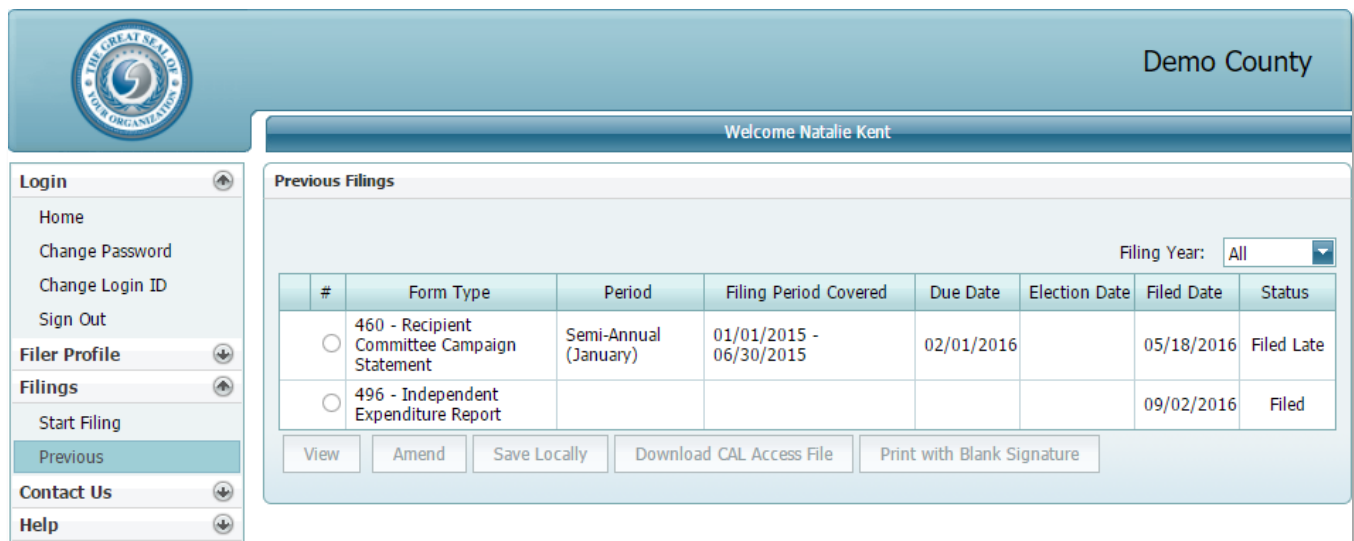 THE GREAT SEAL OF
YOUR ORGANIZATION
Demo County
Welcome Natalie Kent
Login
Home
Change Password
Change Login ID
Sign Out
Filer Profile
Filings
Start Filing
Previous
Contact Us
Help
Previous Filings
Filing Year: All
# Form Type Period Filing Period Covered Due Date Election Date Filed Date Status
460 - Recipient
Committee Campaign
Statement
Semi-Annual
(January)
01/01/2015 -
06/30/2015
02/01/2016
05/18/2016
Filed Late
496 - Independent
Expenditure Report
09/02/2016
Filed
View Amend Save Locally Download CAL Access File Print with Blank Signature